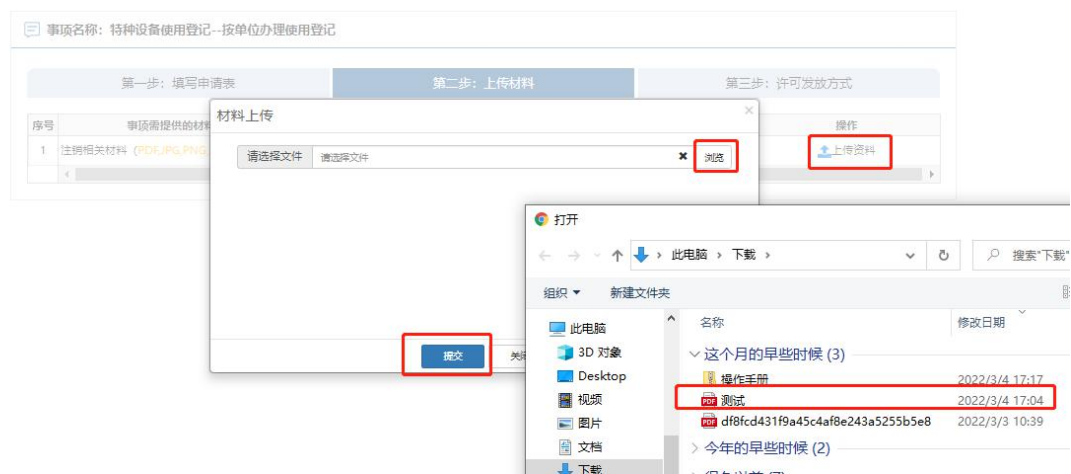 事项名称：特种设备使用登记--按单位办理使用登记
第一步：填写申请表
第二步：上传材料
第三步：许可发放方式
序号
事项需提供的材料
操作
1
注销相关材料（PDF,JPG,PNG,
上传资料
材料上传
请选择文件
请选择文件
浏览
提交
打开
此电脑 › 下载 ›
搜索"下载"
组织
新建文件夹
名称
修改日期
此电脑
3D 对象
Desktop
视频
图片
文档
下载
这个月的早些时候 (3)
操作手册 2022/3/4 17:17
测试 2022/3/4 17:04
df8fcd431f9a45c4af8e243a5255b5e8 2022/3/3 10:39
今年的早些时候 (2)